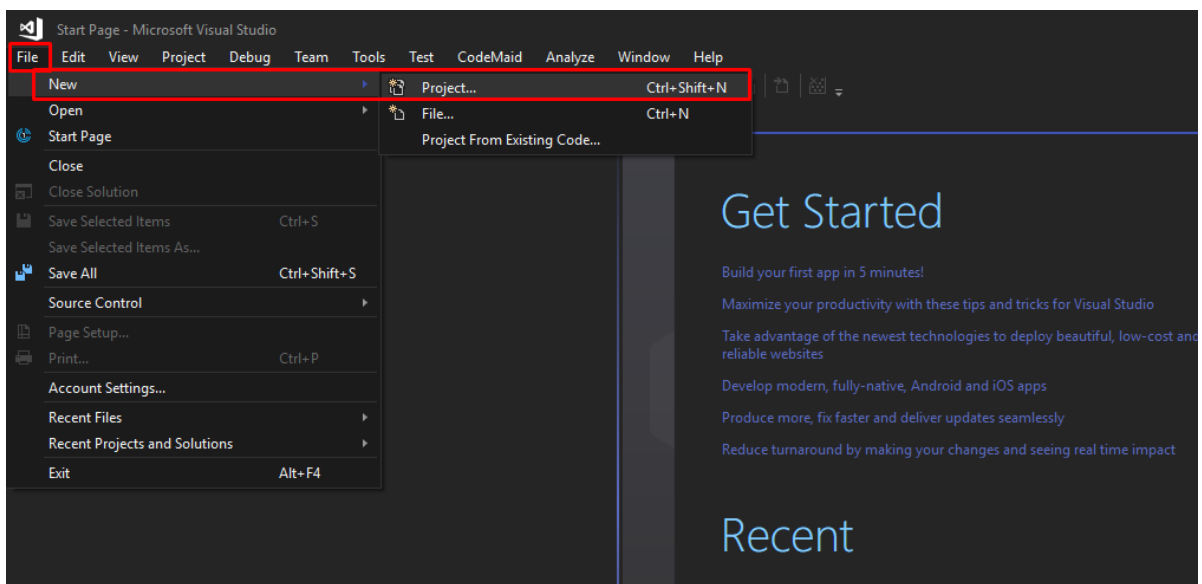 Start Page - Microsoft Visual Studio
File Edit View Project Debug Team Tools Test CodeMaid Analyze Window Help
New
Project... Ctrl+Shift+N
Open
File... Ctrl+N
Start Page
Project From Existing Code...
Close
Close Solution
Save Selected Items Ctrl+S
Save Selected Items As...
Save All Ctrl+Shift+S
Source Control
Page Setup...
Print... Ctrl+P
Account Settings...
Recent Files
Recent Projects and Solutions
Exit Alt+F4
Get Started
Build your first app in 5 minutes!
Maximize your productivity with these tips and tricks for Visual Studio
Take advantage of the newest technologies to deploy beautiful, low-cost and
reliable websites
Develop modern, fully-native, Android and iOS apps
Produce more, fix faster and deliver updates seamlessly
Reduce turnaround by making your changes and seeing real time impact
Recent